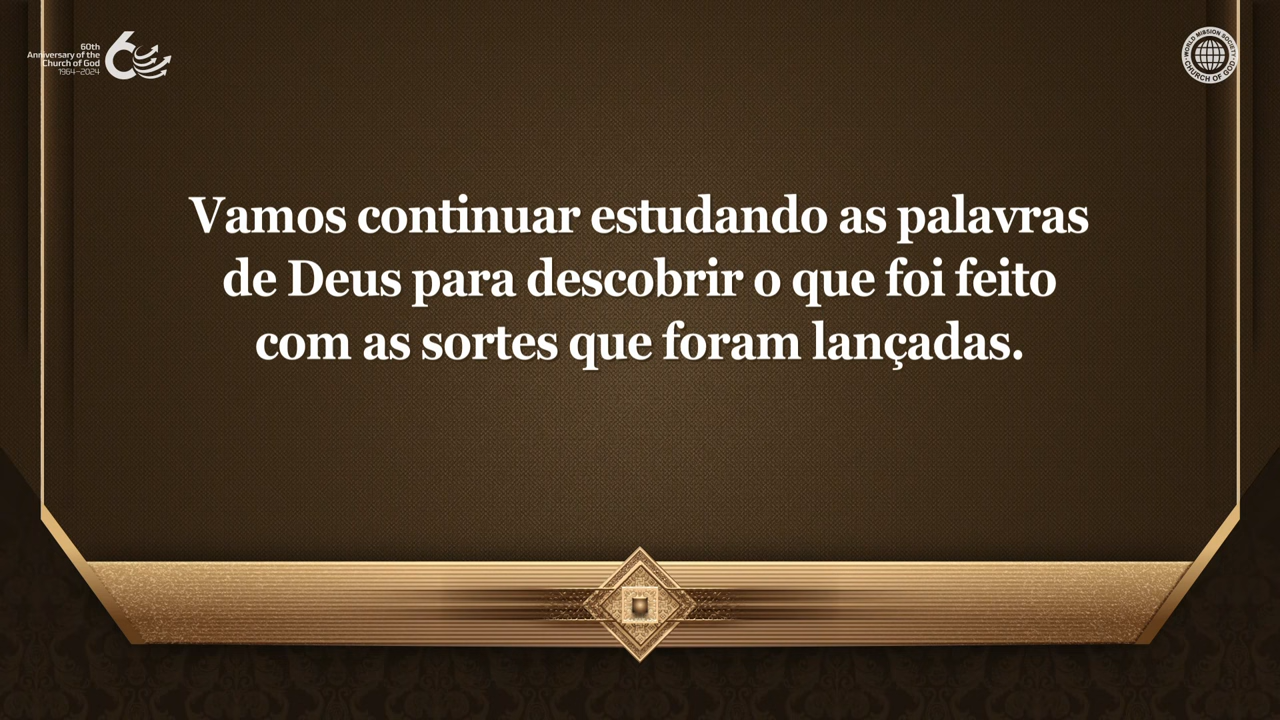 60th
Anniversary of the
Church of God
1964–2024
60
WORLD MISSION SOCIETY
CHURCH OF GOD
Vamos continuar estudando as palavras
de Deus para descobrir o que foi feito
com as sortes que foram lançadas.